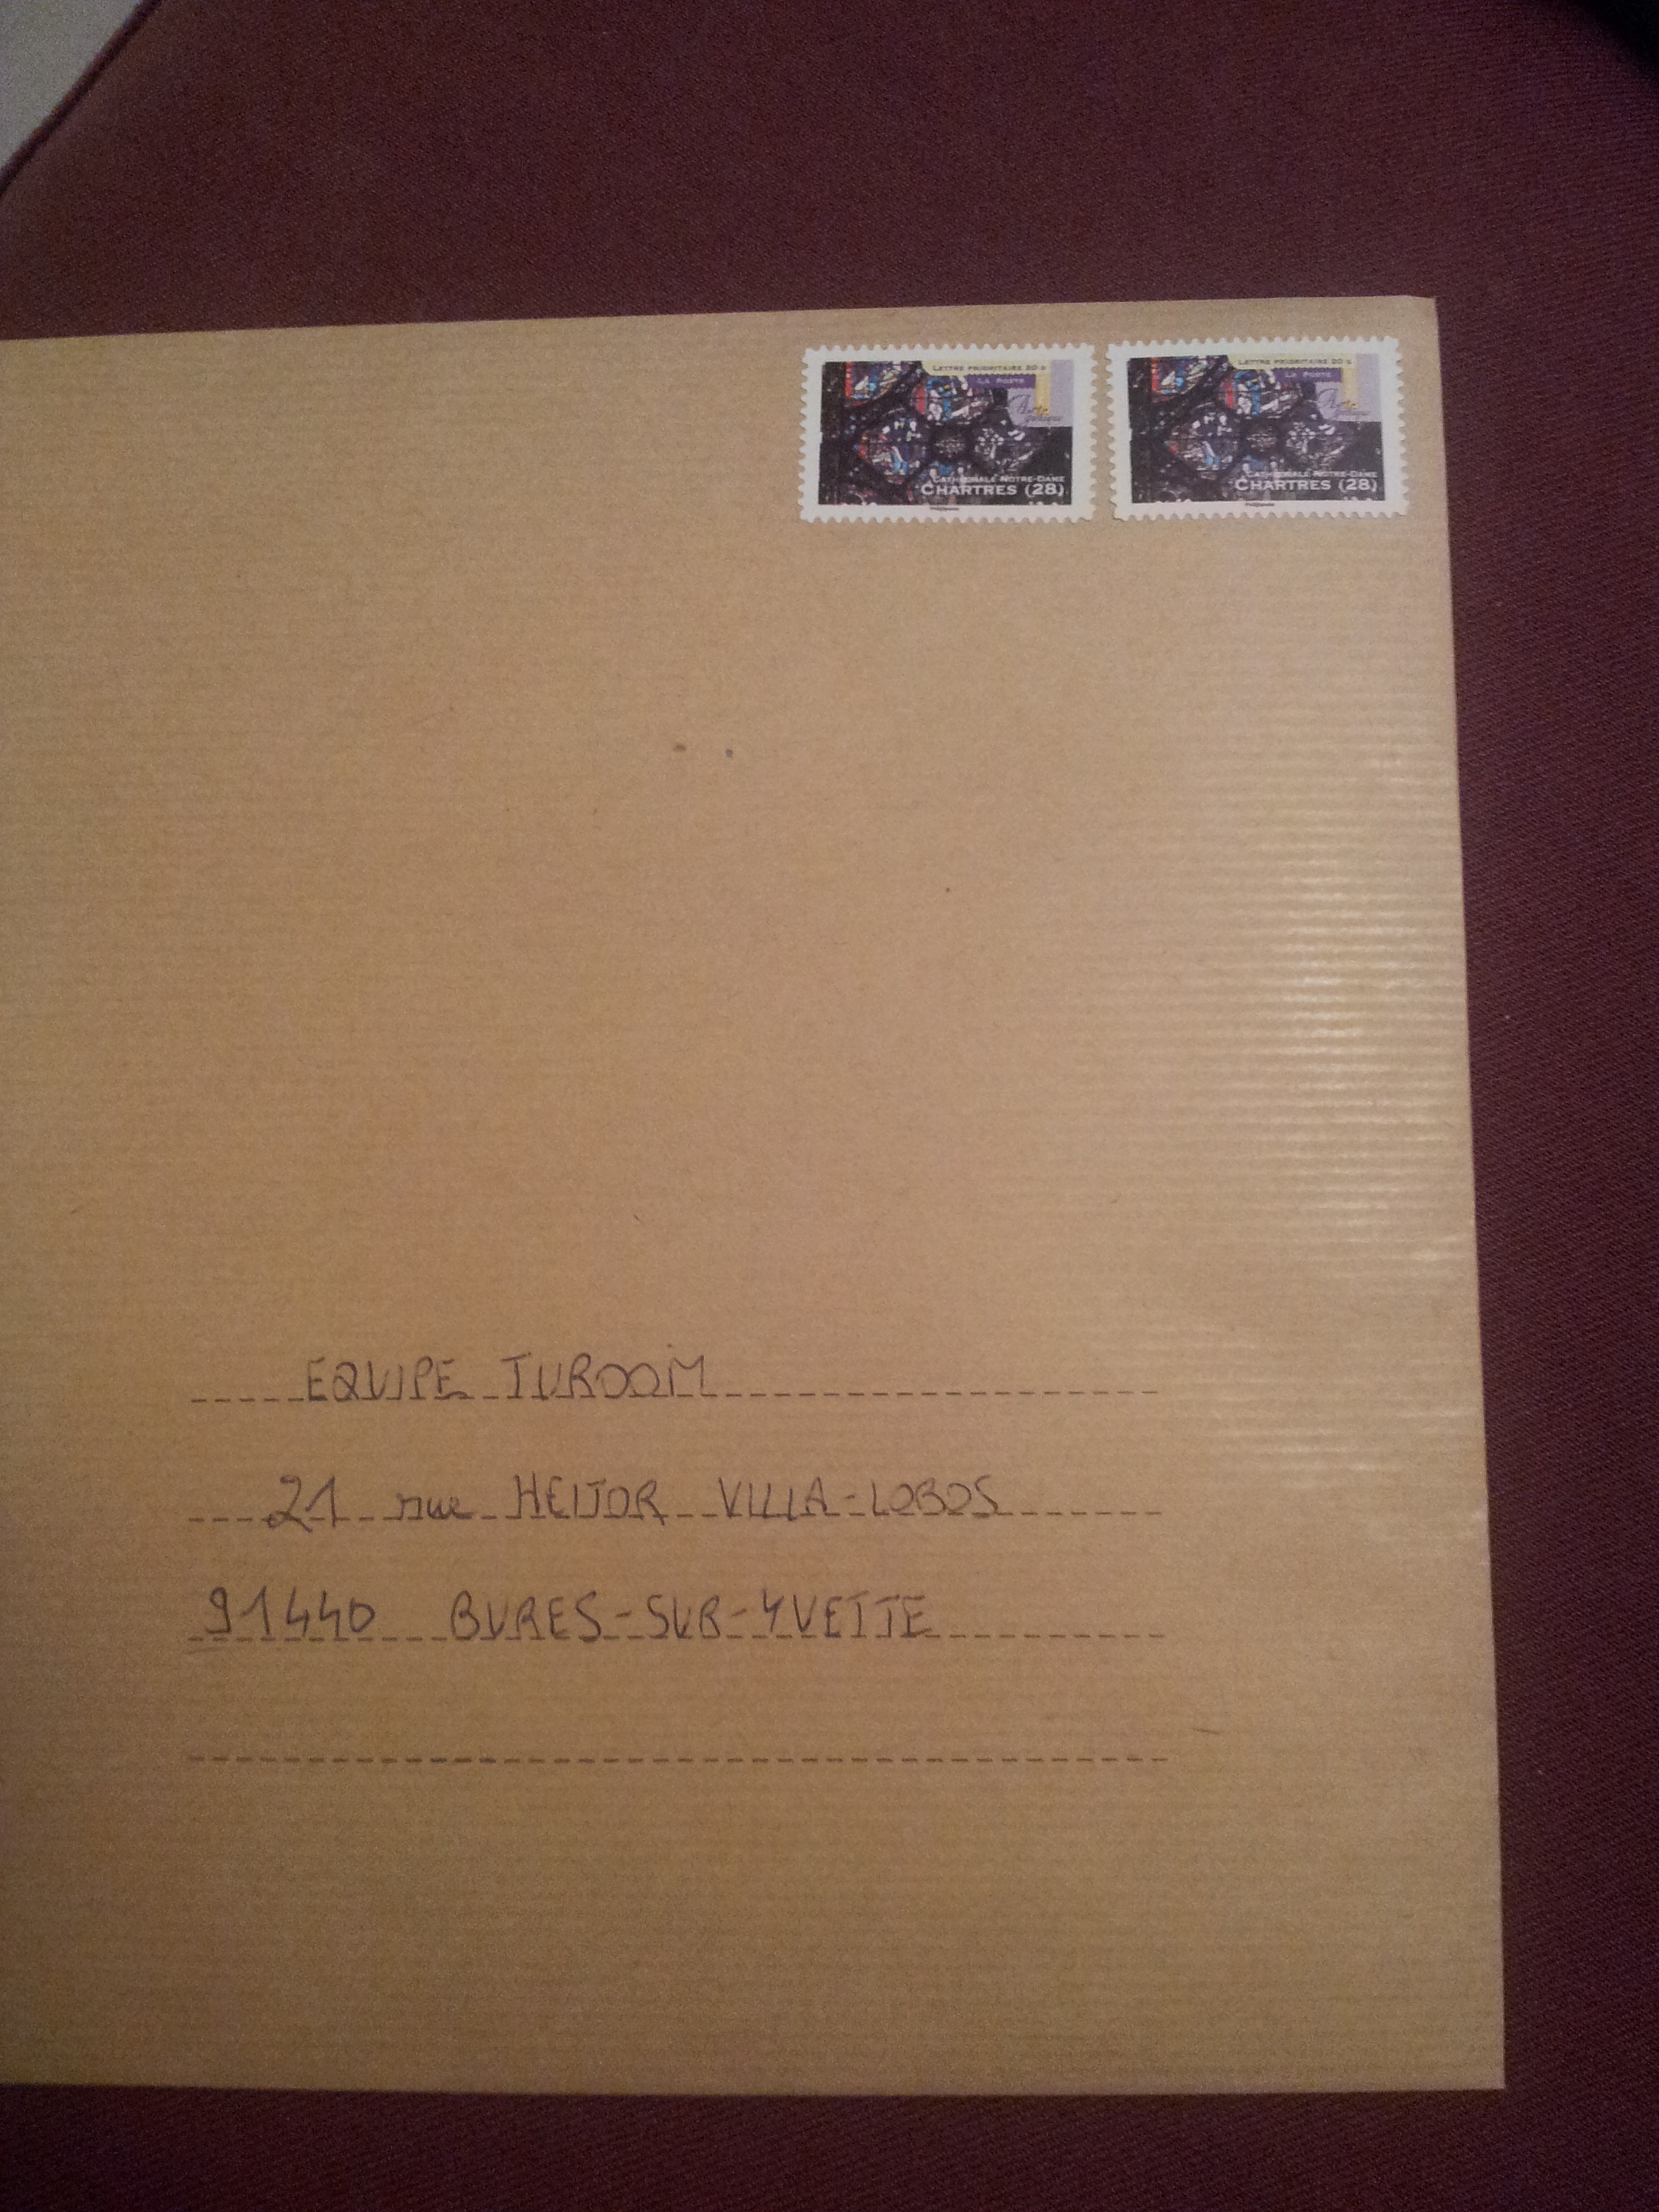 LETTRE PRIORITAIRE 20 g
LA POSTE
CATHÉDRALE NOTRE-DAME
CHARTRES (28)
LETTRE PRIORITAIRE 20 g
LA POSTE
CATHÉDRALE NOTRE-DAME
CHARTRES (28)
EQUIPE TUROOM
21 rue HEITOR VILLA-LOBOS
91440 BURES-SUR-YVETTE